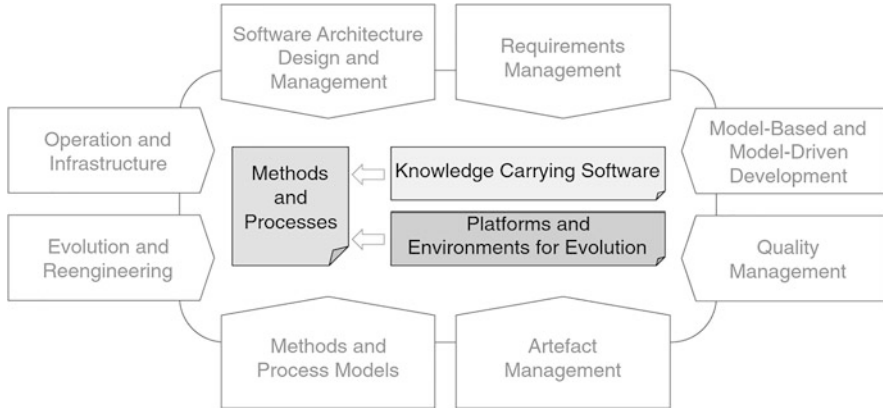 Software Architecture
Design and
Management
Requirements
Management
Operation and
Infrastructure
Model-Based and
Model-Driven
Development
Methods
and
Processes
Knowledge Carrying Software
Platforms and
Environments for Evolution
Evolution and
Reengineering
Quality
Management
Methods and
Process Models
Artefact
Management